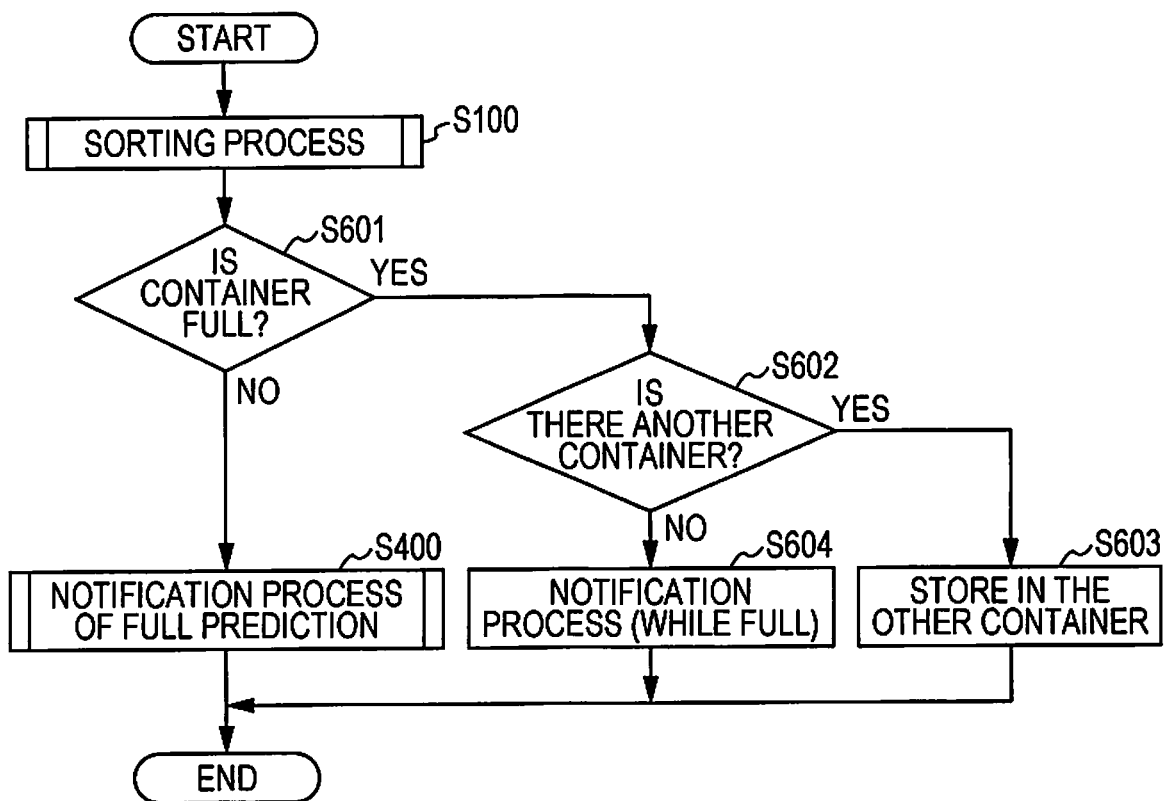 START
SORTING PROCESS
S100
IS
CONTAINER
FULL?
S601
YES
NO
IS
THERE ANOTHER
CONTAINER?
S602
YES
NO
NOTIFICATION PROCESS
OF FULL PREDICTION
S400
NOTIFICATION
PROCESS (WHILE FULL)
S604
STORE IN THE
OTHER CONTAINER
S603
END